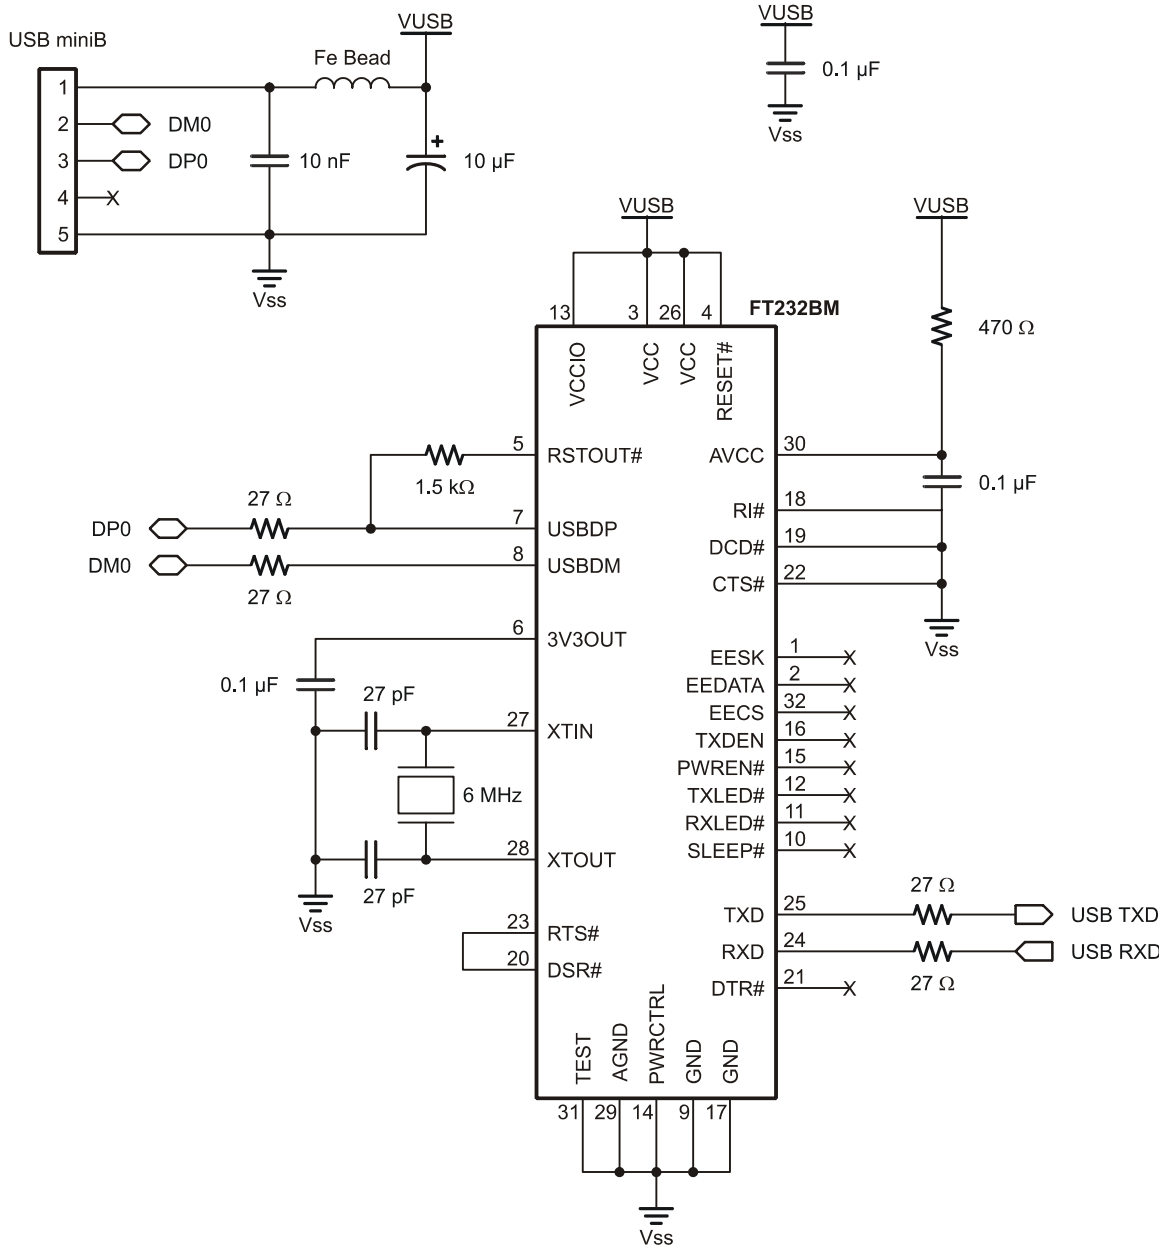 USB miniB
1
2
3
4
5
DM0
DP0
Fe Bead
VUSB
10 nF
+
10 µF
Vss
VUSB
0.1 µF
Vss
VUSB
VUSB
FT232BM
13
3
26
4
VCCIO
VCC
VCC
RESET#
470 Ω
5
RSTOUT#
1.5 kΩ
27 Ω
DP0
7
USBDP
DM0
8
USBDM
27 Ω
6
3V3OUT
0.1 µF
27 pF
27
XTIN
6 MHz
28
XTOUT
27 pF
Vss
23
RTS#
20
DSR#
AVCC
30
0.1 µF
RI#
18
DCD#
19
CTS#
22
Vss
EESK
1
X
EEDATA
2
X
EECS
32
X
TXDEN
16
X
PWREN#
15
X
TXLED#
12
X
RXLED#
11
X
SLEEP#
10
X
TXD
25
27 Ω
USB TXD
RXD
24
27 Ω
USB RXD
DTR#
21
X
TEST
AGND
PWRCTRL
GND
GND
31
29
14
9
17
Vss